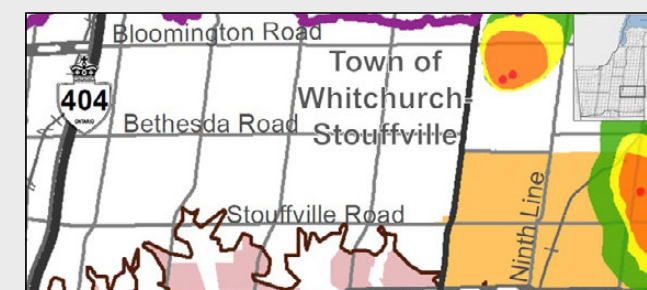 Bloomington Road
Town of
Whitchurch-
Stouffville
404
ONTARIO
Bethesda Road
Stouffville Road
Ninth Line